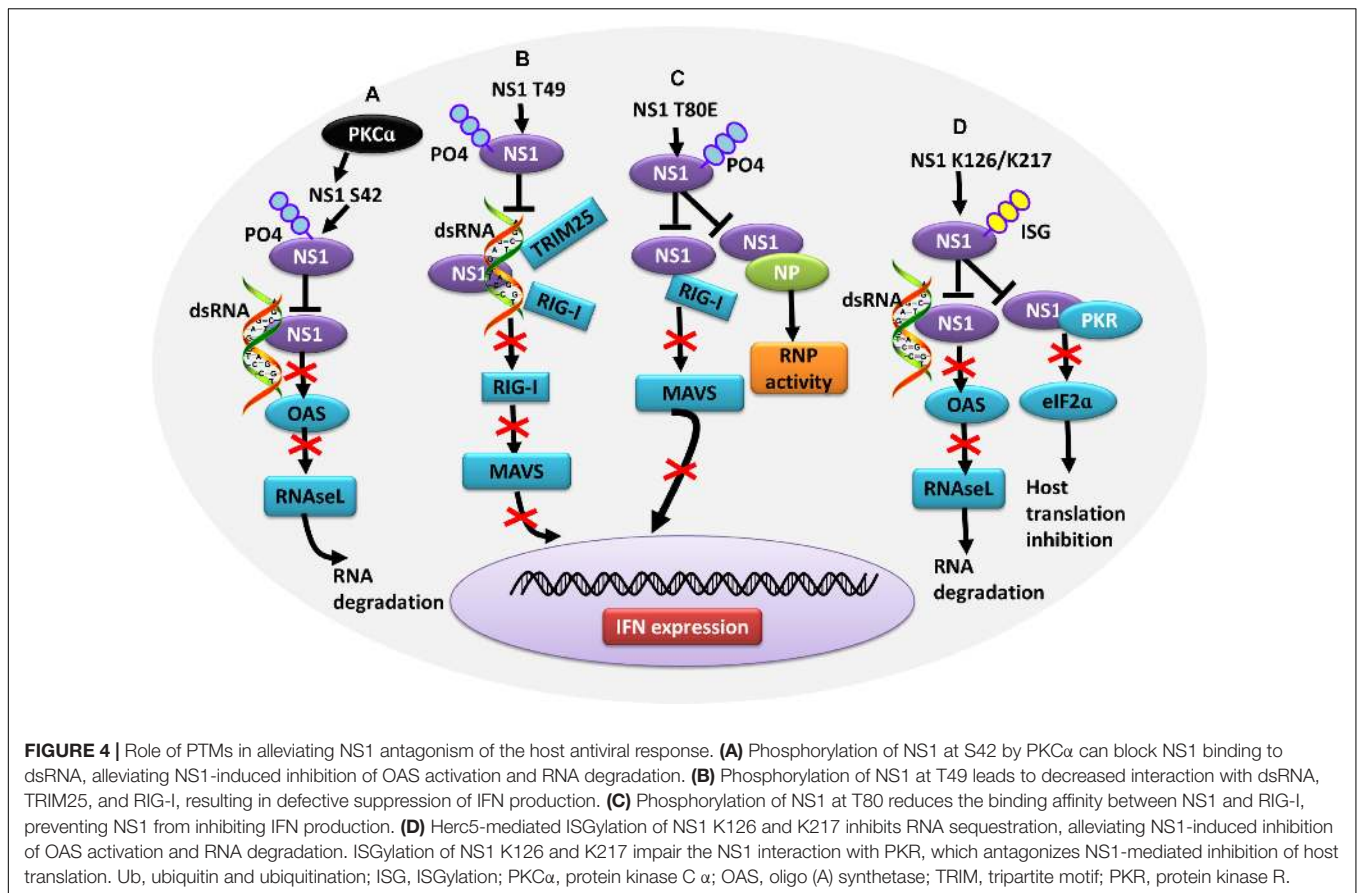 A
PKCα
NS1 S42
PO4
NS1
dsRNA
NS1
OAS
RNAseL
RNA
degradation
B
NS1 T49
PO4
NS1
dsRNA
TRIM25
NS1
RIG-I
RIG-I
MAVS
C
NS1 T80E
NS1
PO4
NS1
RIG-I
NS1
NP
MAVS
RNP
activity
D
NS1 K126/K217
NS1
ISG
dsRNA
NS1
NS1
PKR
OAS
eIF2α
RNAseL
Host
translation
inhibition
RNA
degradation
IFN expression
FIGURE 4 | Role of PTMs in alleviating NS1 antagonism of the host antiviral response. (A) Phosphorylation of NS1 at S42 by PKCα can block NS1 binding to
dsRNA, alleviating NS1-induced inhibition of OAS activation and RNA degradation. (B) Phosphorylation of NS1 at T49 leads to decreased interaction with dsRNA,
TRIM25, and RIG-I, resulting in defective suppression of IFN production. (C) Phosphorylation of NS1 at T80 reduces the binding affinity between NS1 and RIG-I,
preventing NS1 from inhibiting IFN production. (D) Herc5-mediated ISGylation of NS1 K126 and K217 inhibits RNA sequestration, alleviating NS1-induced inhibition
of OAS activation and RNA degradation. ISGylation of NS1 K126 and K217 impair the NS1 interaction with PKR, which antagonizes NS1-mediated inhibition of host
translation. Ub, ubiquitin and ubiquitination; ISG, ISGylation; PKCα, protein kinase C α; OAS, oligo (A) synthetase; TRIM, tripartite motif; PKR, protein kinase R.